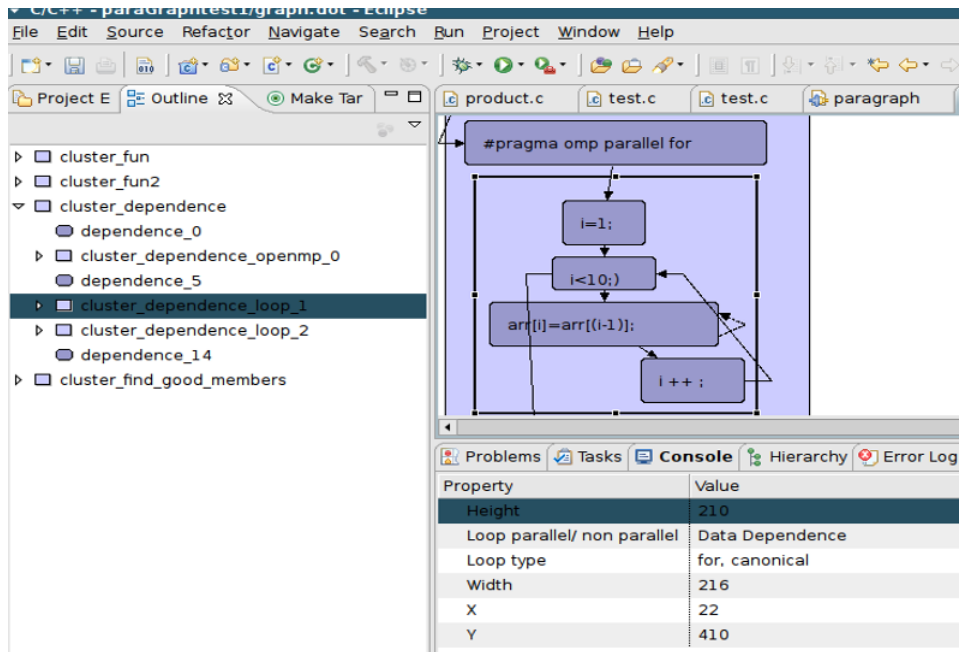 C/C++ - paraGraphtest1/graph.dot - Eclipse
File Edit Source Refactor Navigate Search Run Project Window Help
Project E Outline Make Tar product.c test.c test.c paragraph
#pragma omp parallel for
cluster_fun
cluster_fun2
cluster_dependence
dependence_0
cluster_dependence_openmp_0
dependence_5
cluster_dependence_loop_1
cluster_dependence_loop_2
dependence_14
cluster_find_good_members
i=1;
i<10;)
arr[i]=arr[(i-1)];
i ++ ;
Problems Tasks Console Hierarchy Error Log
Property Value
Height 210
Loop parallel/ non parallel Data Dependence
Loop type for, canonical
Width 216
X 22
Y 410